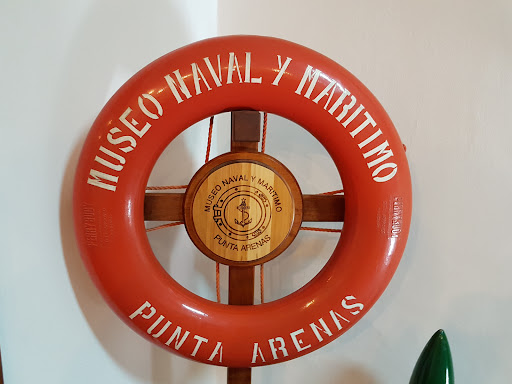 MUSEO NAVAL Y MARITIMO
PUNTA ARENAS
MUSEO NAVAL Y MARITIMO
PUNTA ARENAS